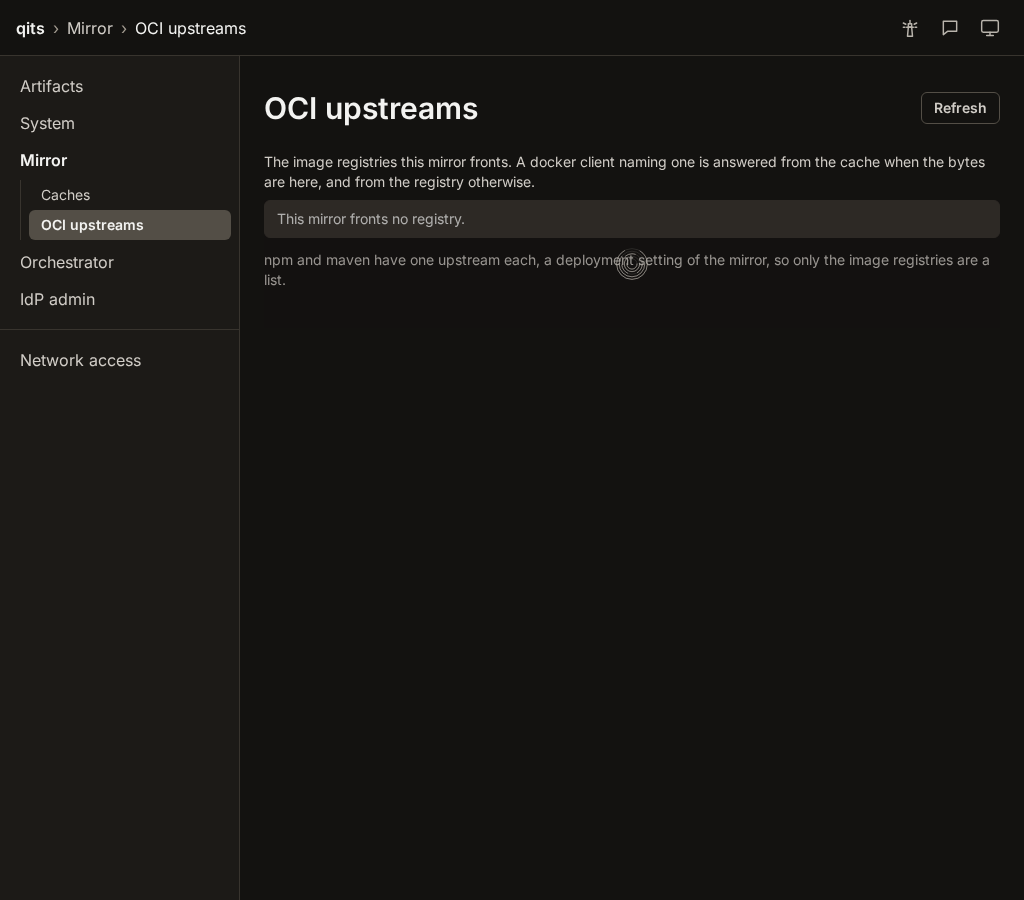 qits › Mirror › OCI upstreams
Artifacts
System
Mirror
Caches
OCI upstreams
Orchestrator
IdP admin
Network access
OCI upstreams
Refresh
The image registries this mirror fronts. A docker client naming one is answered from the cache when the bytes
are here, and from the registry otherwise.
This mirror fronts no registry.
npm and maven have one upstream each, a deployment setting of the mirror, so only the image registries are a
list.